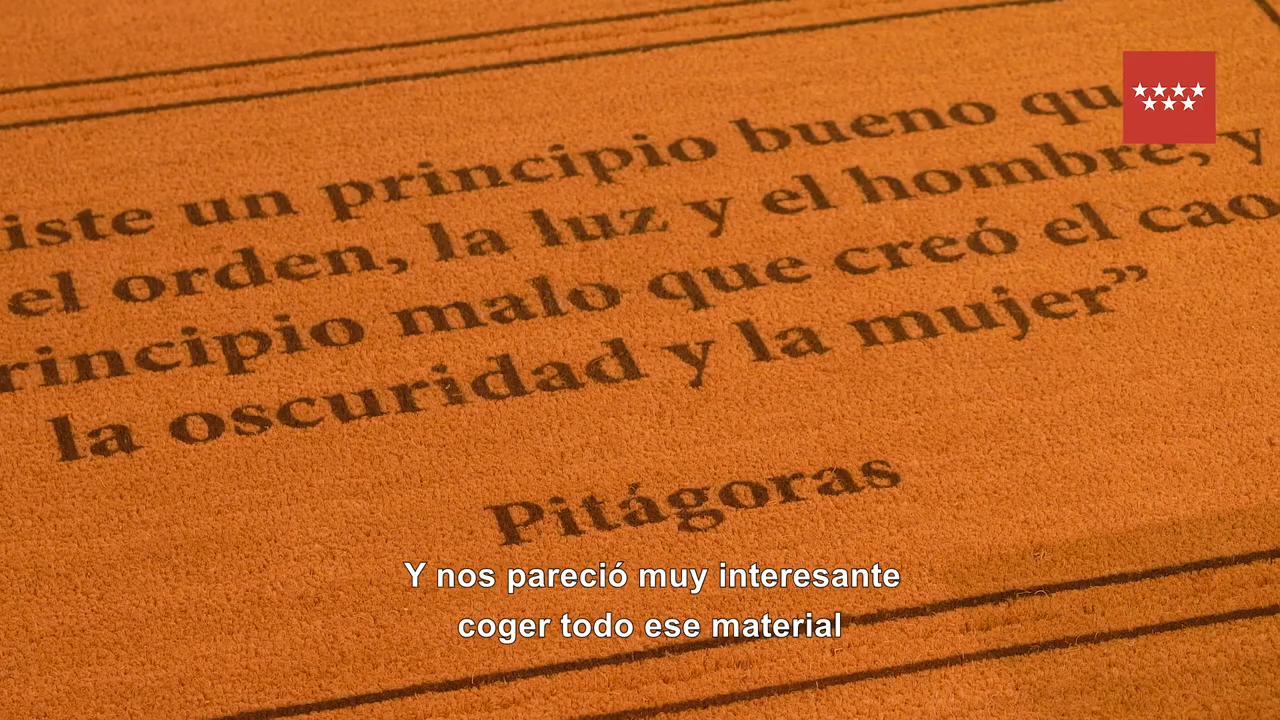 iste un principio bueno qu
el orden, la luz y el hombre, y
rincipio malo que creó el cao
la oscuridad y la mujer”
Pitágoras
Y nos pareció muy interesante
coger todo ese material